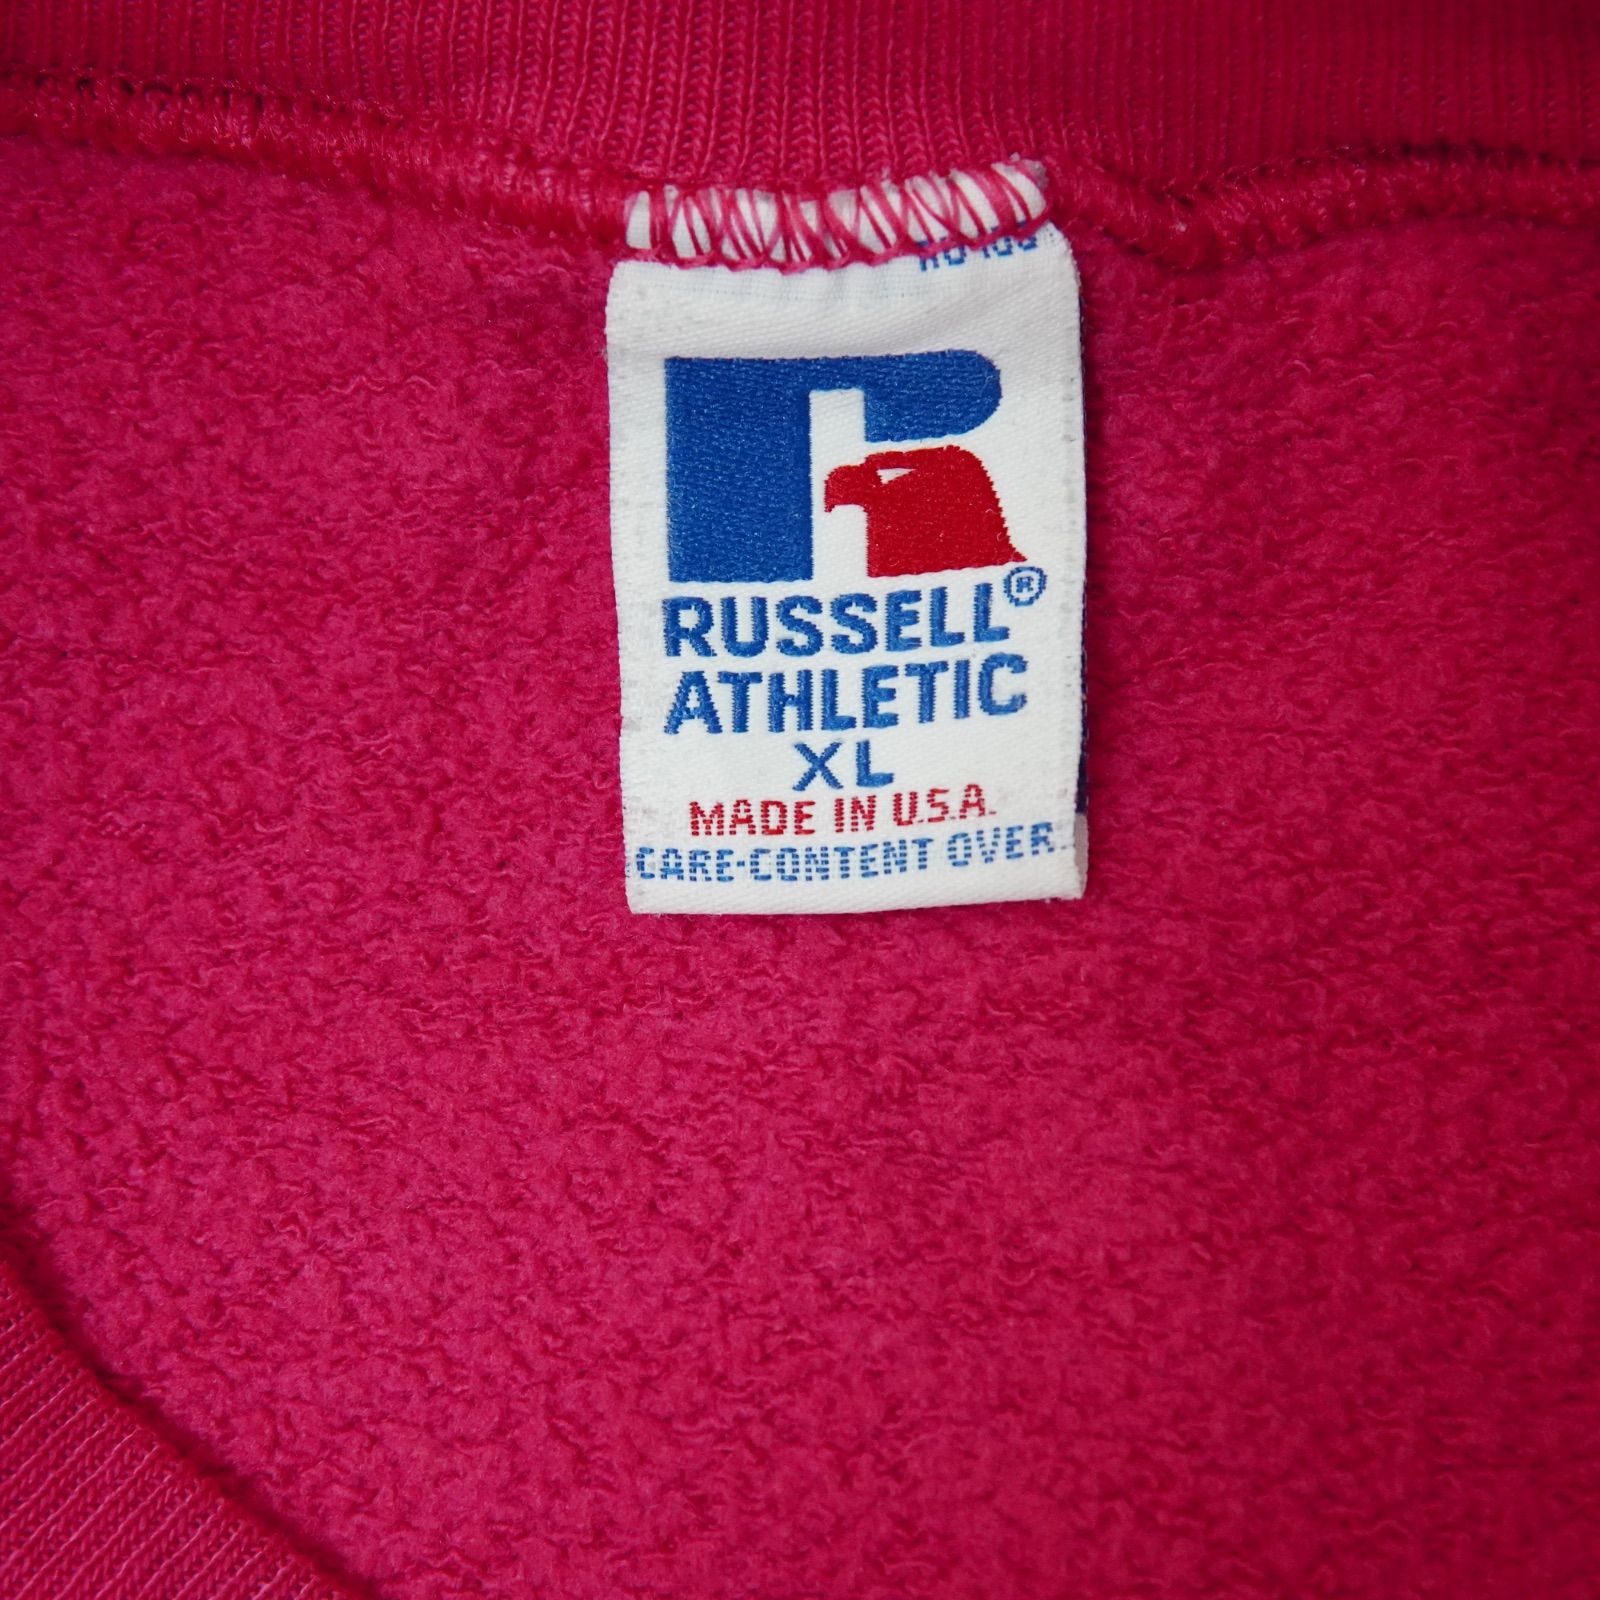 RUSSELL®
ATHLETIC
XL
MADE IN U.S.A.
CARE-CONTENT OVER